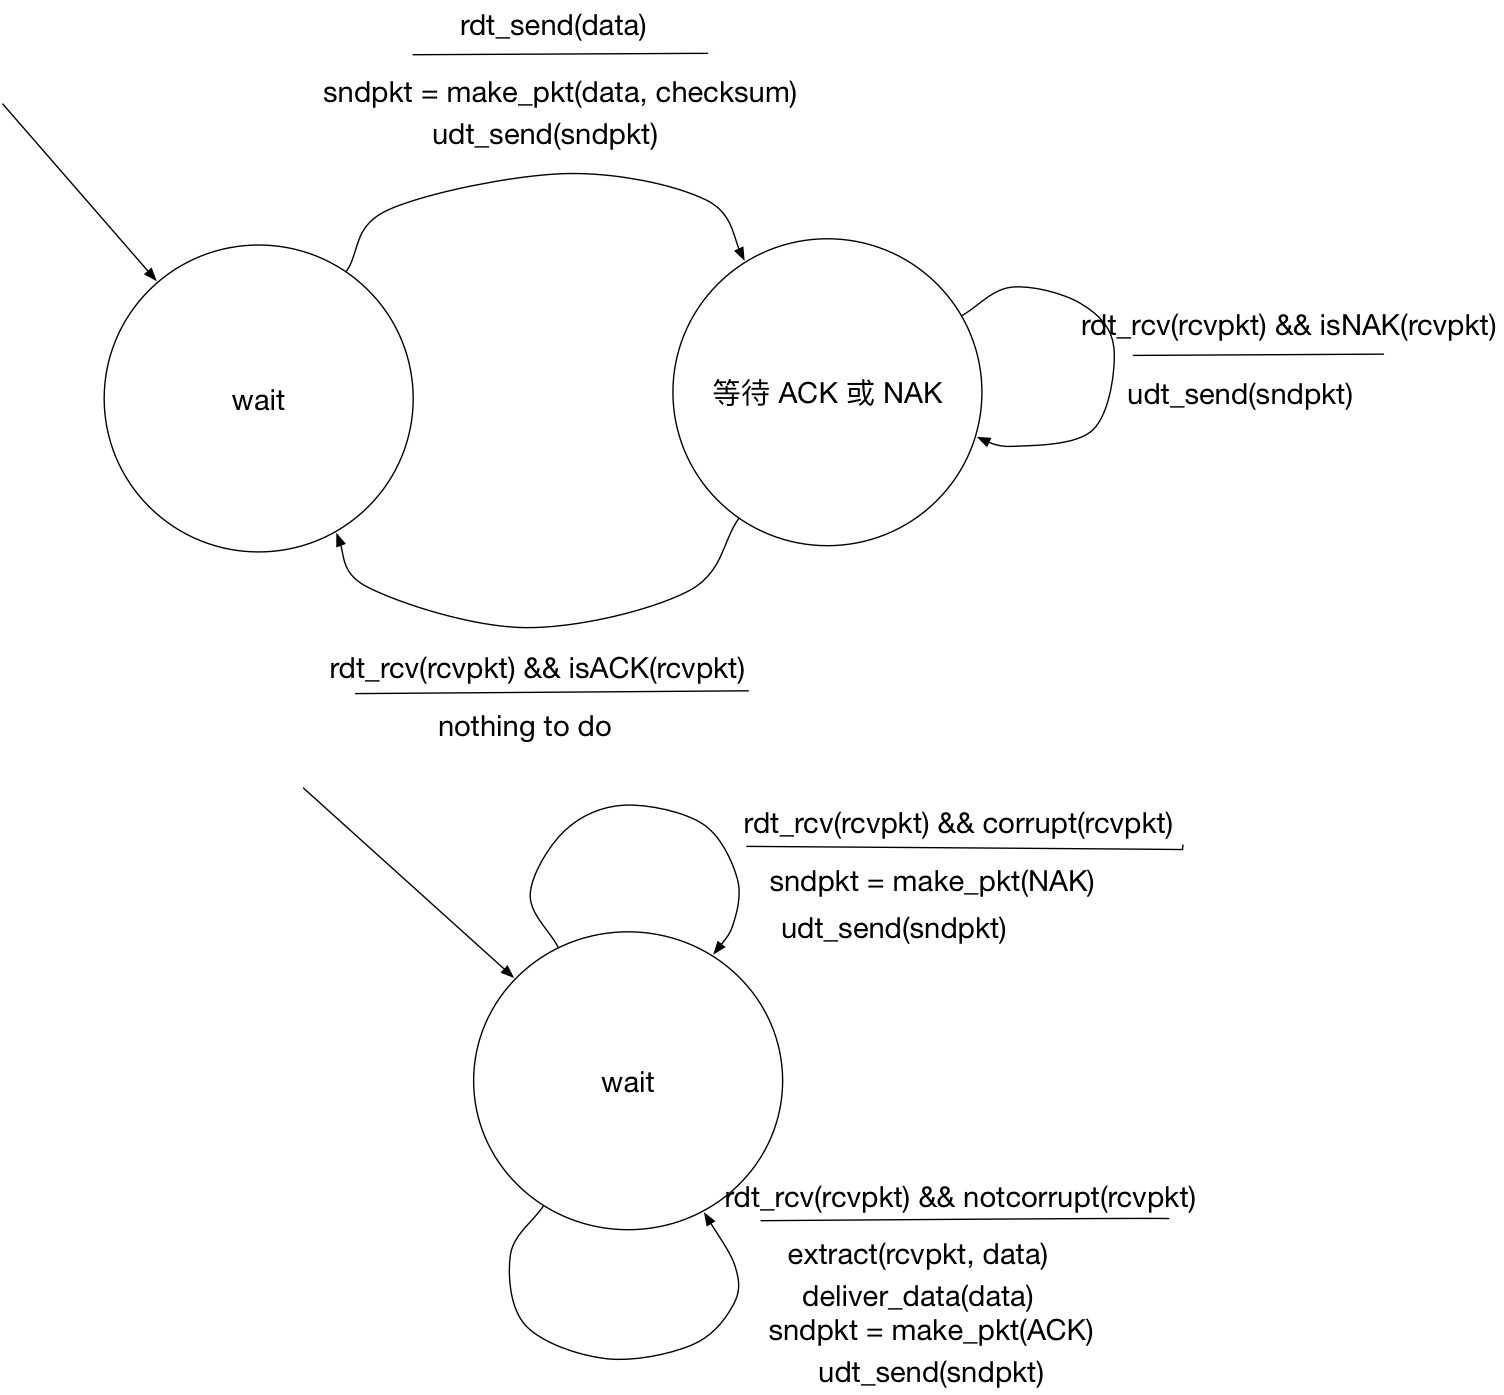 rdt_send(data)
sndpkt = make_pkt(data, checksum)
udt_send(sndpkt)
wait
等待 ACK 或 NAK
rdt_rcv(rcvpkt) && isNAK(rcvpkt)
udt_send(sndpkt)
rdt_rcv(rcvpkt) && isACK(rcvpkt)
nothing to do
rdt_rcv(rcvpkt) && corrupt(rcvpkt)
sndpkt = make_pkt(NAK)
udt_send(sndpkt)
wait
rdt_rcv(rcvpkt) && notcorrupt(rcvpkt)
extract(rcvpkt, data)
deliver_data(data)
sndpkt = make_pkt(ACK)
udt_send(sndpkt)